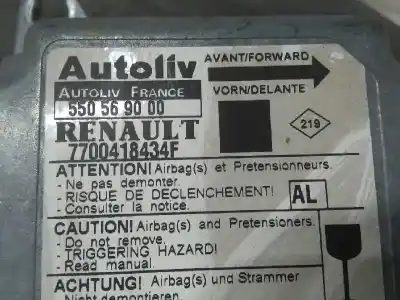 Autoliv
AVANT/FORWARD
AUTOLIV FRANCE
550 56 90 00
VORN/DELANTE
RENAULT
219
7700418434F
ATTENTION! Airbag(s) et Pretensionneurs.
- Ne pas demonter.
- RISQUE DE DECLENCHEMENT!
- Consulter la notice.
AL
CAUTION! Airbag(s) and Pretensioners.
- Do not remove.
- TRIGGERING HAZARD!
- Read manual.
ACHTUNG! Airbag(s) und Strammer
- Nicht demontieren.